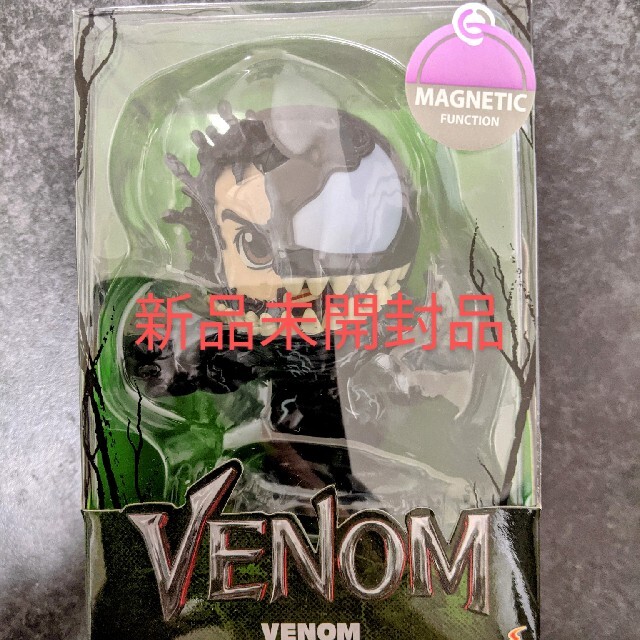 MAGNETIC
FUNCTION
新品未開封品
VENOM
VENOM